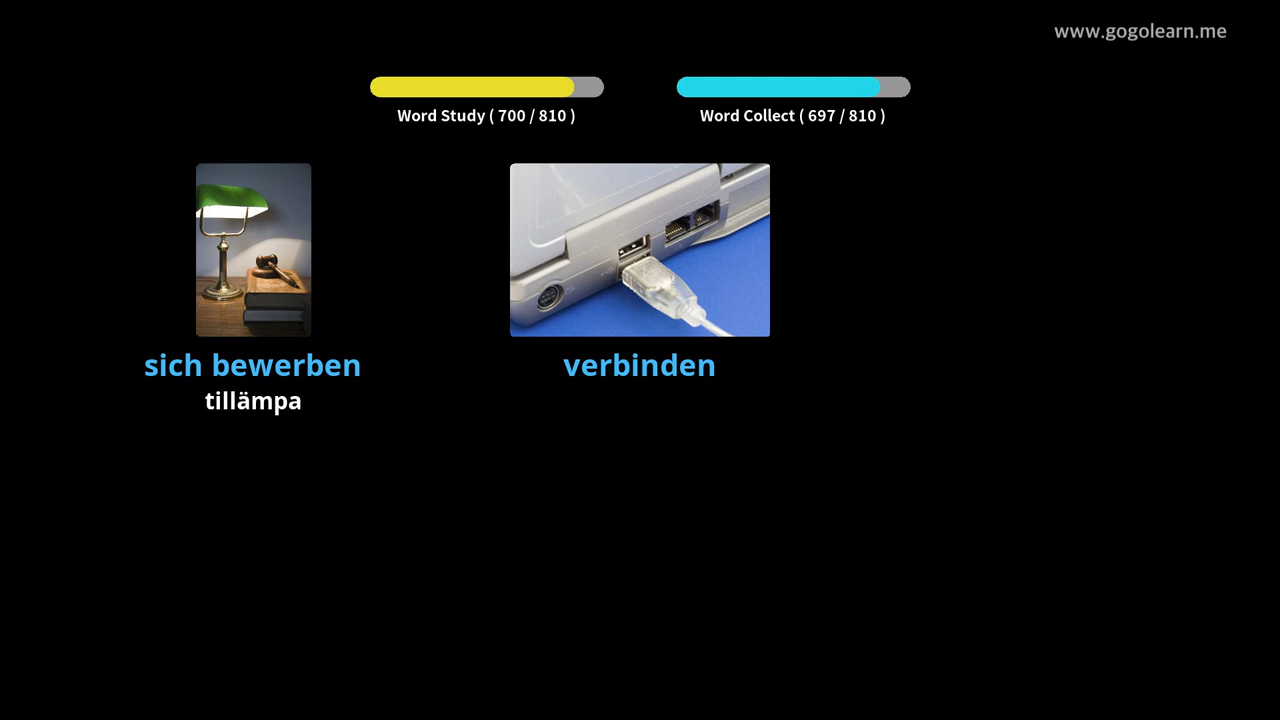 www.gogolearn.me
Word Study ( 700 / 810 )
Word Collect ( 697 / 810 )
sich bewerben
tillämpa
verbinden